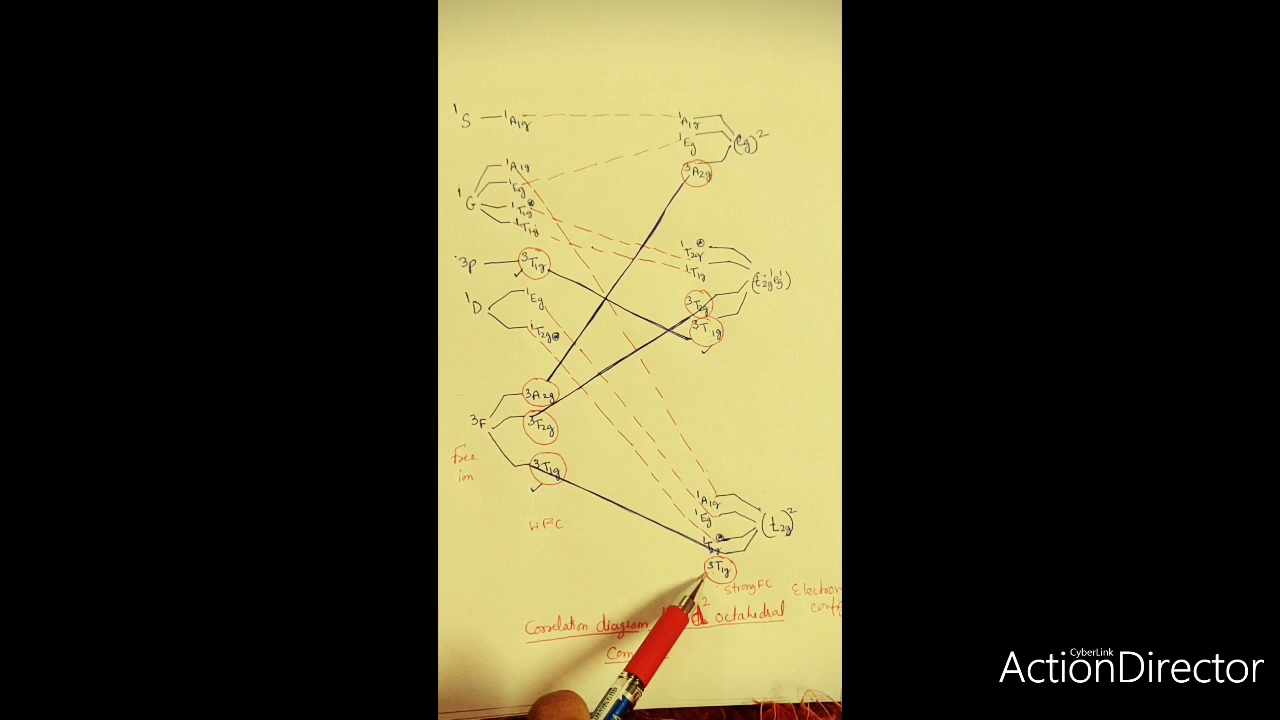 ¹S — ¹A₁g ¹A₁g
¹Eg (eg)²
³A₂g
¹A₁g
¹Eg
¹G ¹T₂g
¹T₁g
¹T₂g
¹T₁g (t₂g¹eg¹)
³P ³T₁g
³T₂g
³T₁g
¹D ¹Eg
¹T₂g
³A₂g
³F ³T₂g
³T₁g
Free
ion
WFC
¹A₁g
¹Eg (t₂g)²
¹T₂g
³T₁g
Strong FC Electron
Correlation diagram d² octahedral
CyberLink
ActionDirector